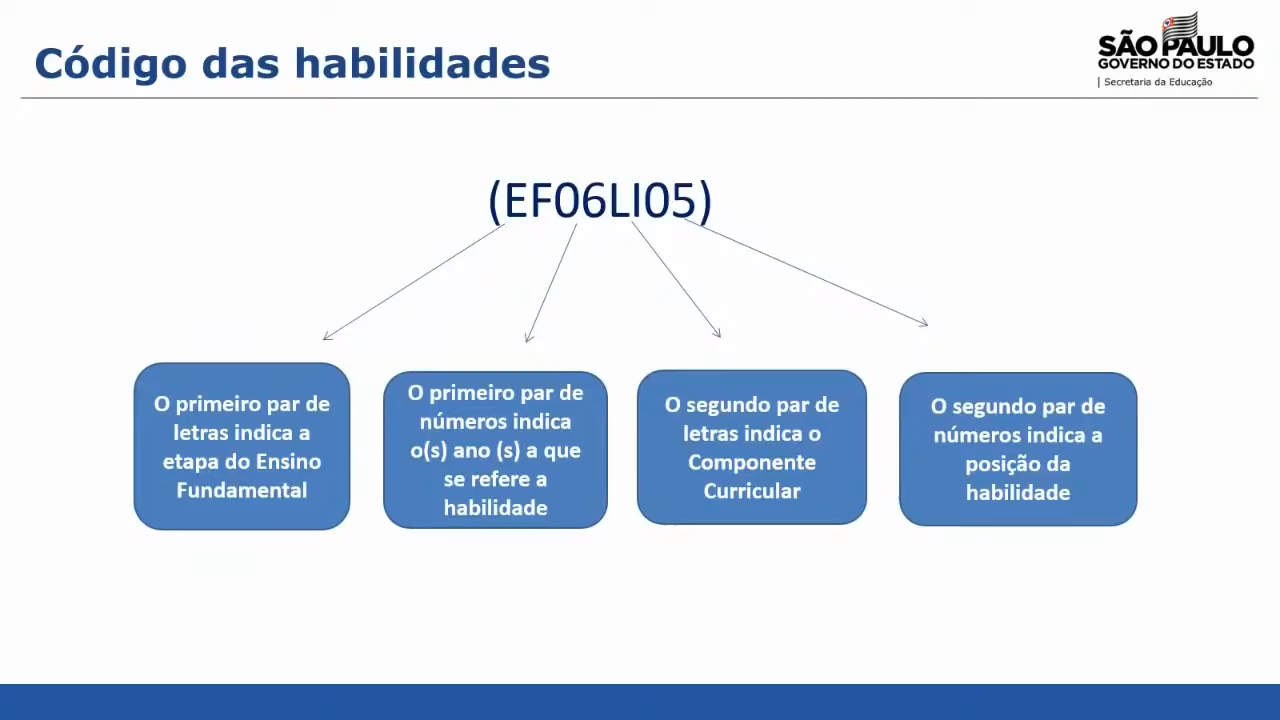 Código das habilidades
SÃO PAULO
GOVERNO DO ESTADO
Secretaria da Educação
(EF06LI05)
O primeiro par de
letras indica a
etapa do Ensino
Fundamental
O primeiro par de
números indica
o(s) ano (s) a que
se refere a
habilidade
O segundo par de
letras indica o
Componente
Curricular
O segundo par de
números indica a
posição da
habilidade